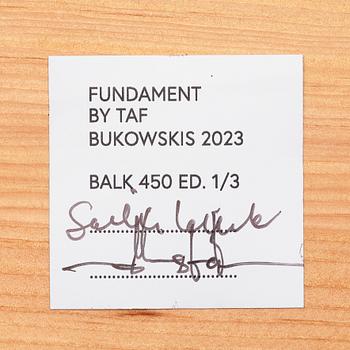 FUNDAMENT
BY TAF
BUKOWSKIS 2023
BALK 450 ED. 1/3